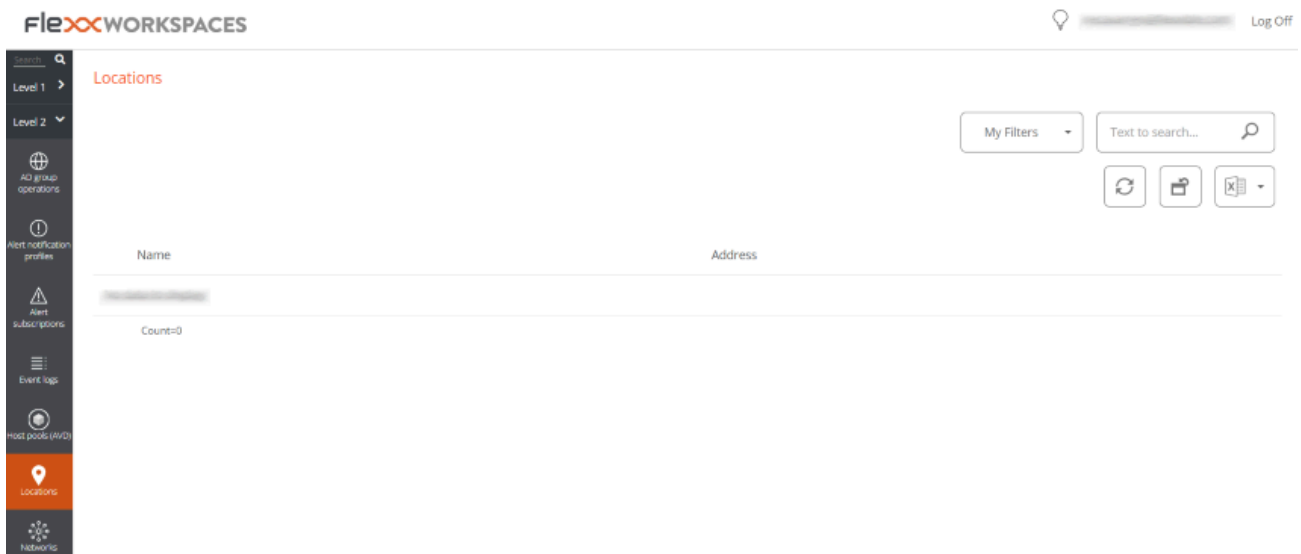 FlexxWORKSPACES
Log Off
Search
Level 1
Level 2
AD group
operations
Alert notification
profiles
Alert
subscriptions
Event logs
Host pools (AVD)
Locations
Networks
Locations
My Filters
Text to search...
Name Address
Count=0